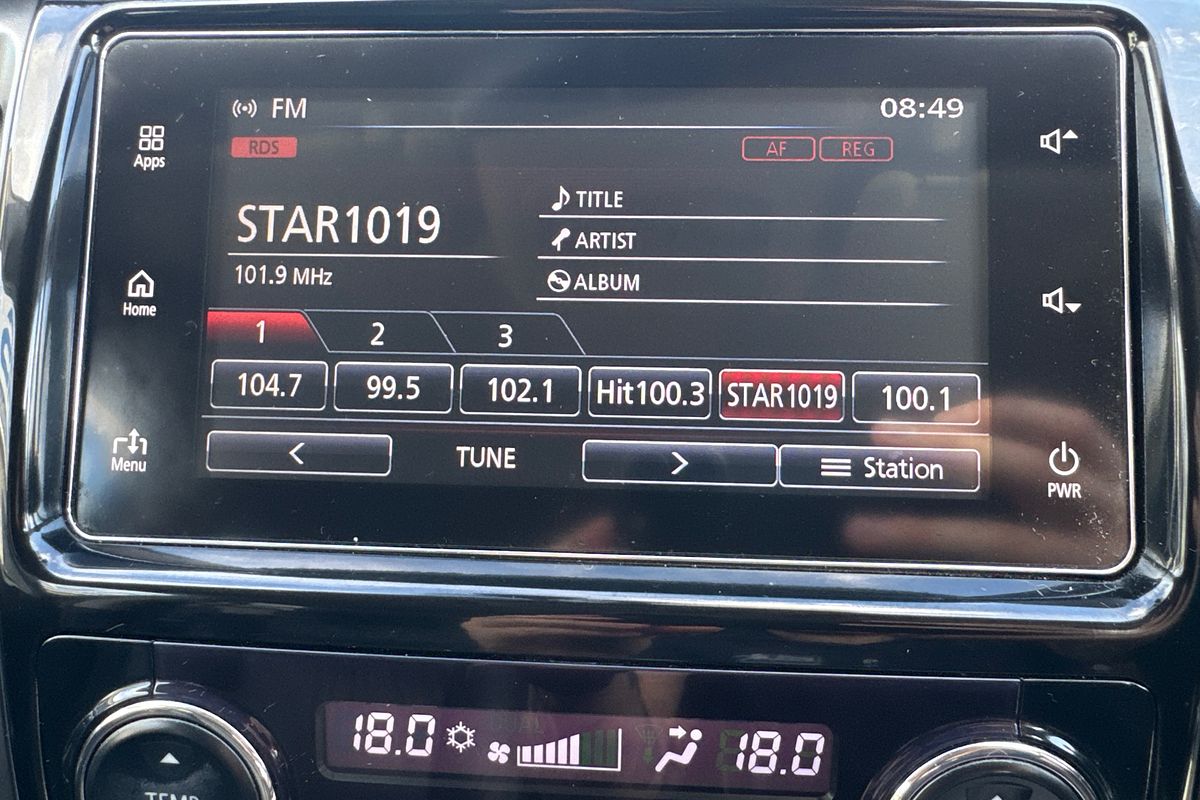 FM 08:49
RDS AF REG
Apps
STAR1019
101.9 MHz
TITLE
ARTIST
ALBUM
Home
1 2 3
104.7 99.5 102.1 Hit100.3 STAR1019 100.1
< TUNE > Station
Menu
PWR
18.0 18.0
TEMP